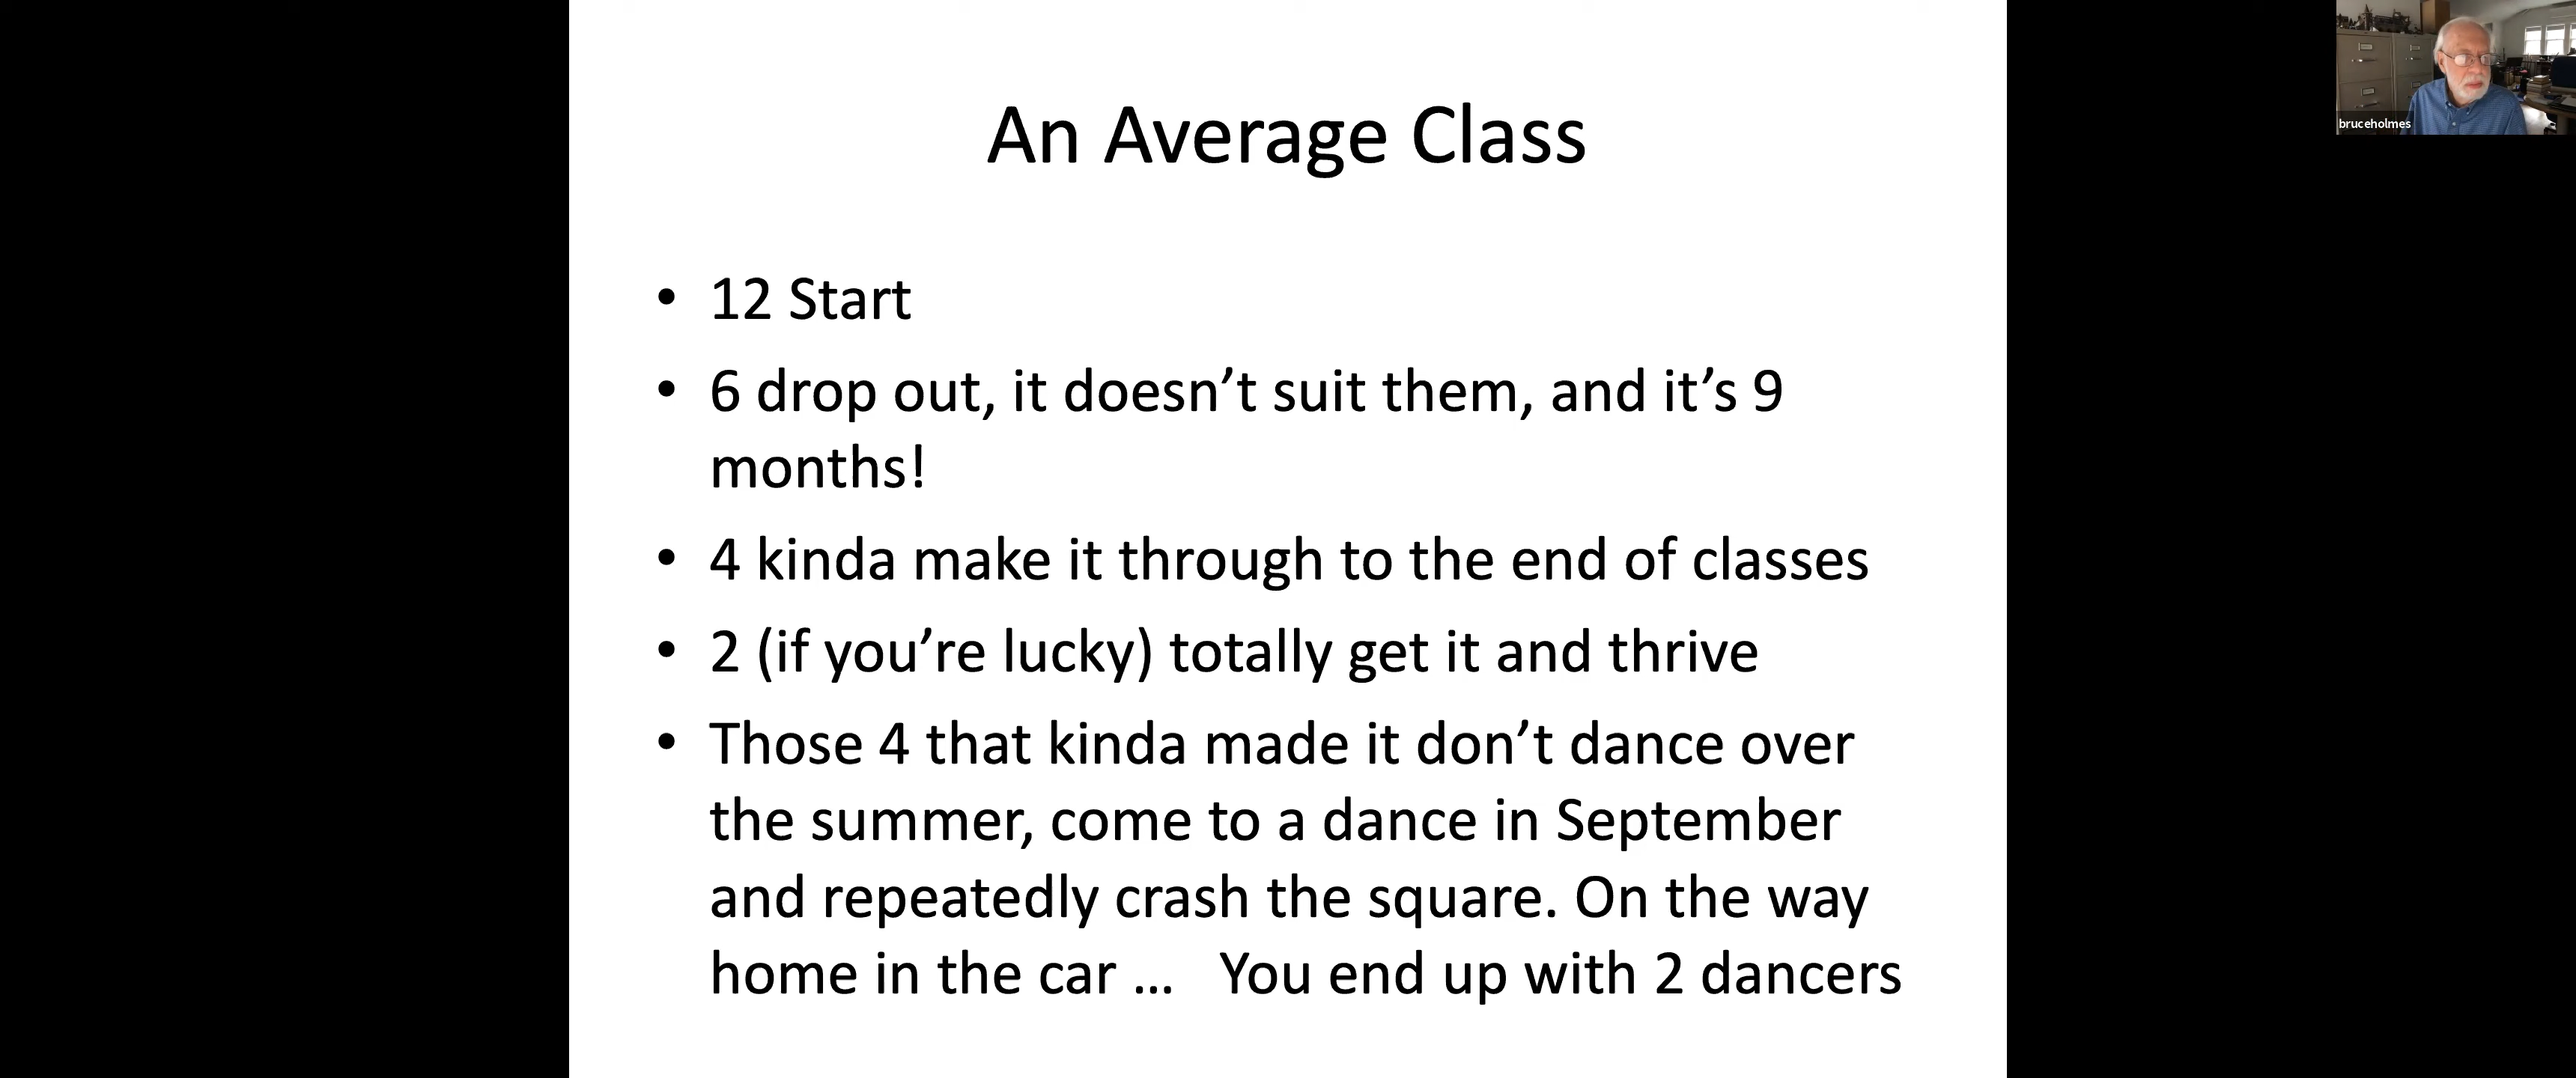 An Average Class
• 12 Start
• 6 drop out, it doesn’t suit them, and it’s 9
months!
• 4 kinda make it through to the end of classes
• 2 (if you’re lucky) totally get it and thrive
• Those 4 that kinda made it don’t dance over
the summer, come to a dance in September
and repeatedly crash the square. On the way
home in the car … You end up with 2 dancers
bruceholmes